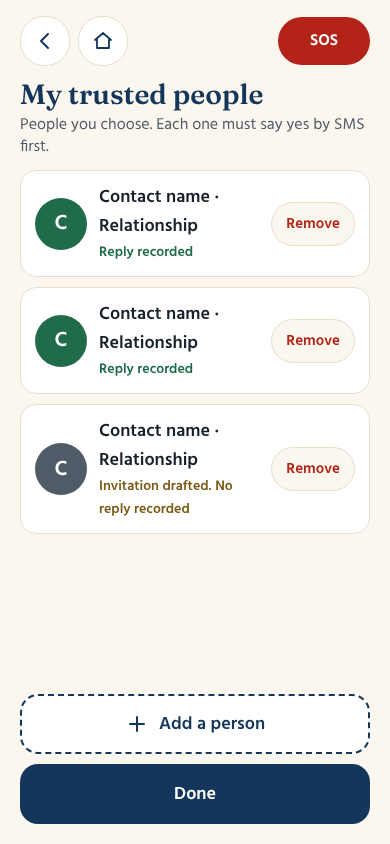 SOS
My trusted people
People you choose. Each one must say yes by SMS
first.
C
Contact name ·
Relationship
Reply recorded
Remove
C
Contact name ·
Relationship
Reply recorded
Remove
C
Contact name ·
Relationship
Invitation drafted. No
reply recorded
Remove
Add a person
Done